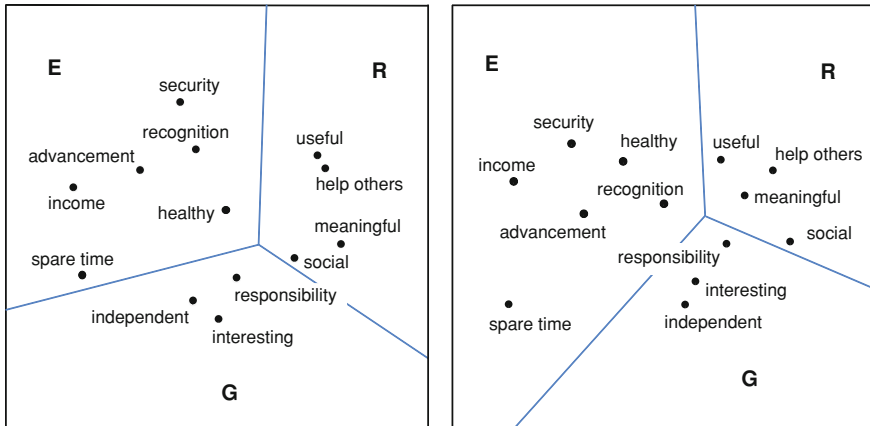 E
R
security
recognition
useful
advancement
help others
income
healthy
meaningful
spare time
social
responsibility
independent
interesting
G
E
R
security
healthy
useful
help others
income
recognition
meaningful
advancement
social
responsibility
interesting
spare time
independent
G